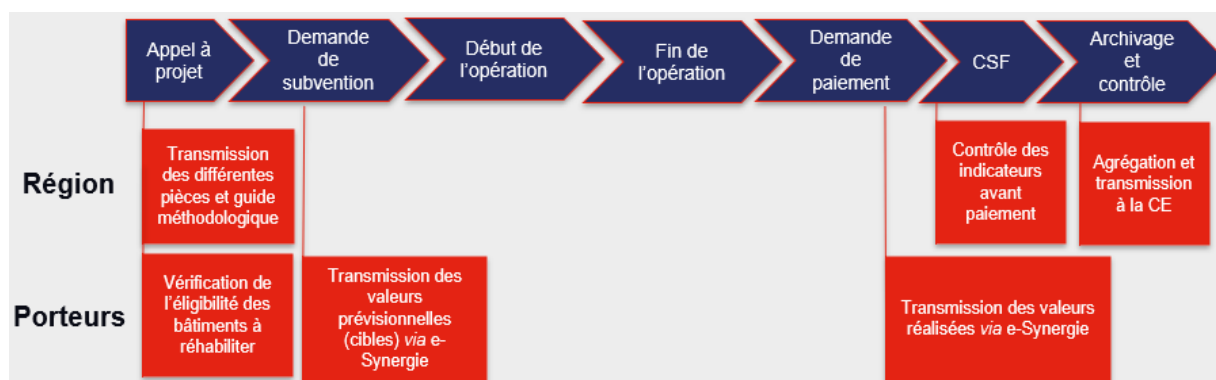 Appel à
projet
Demande
de
subvention
Début de
l'opération
Fin de
l'opération
Demande
de
paiement
CSF
Archivage
et
contrôle
Région
Transmission
des différentes
pièces et guide
méthodologique
Contrôle des
indicateurs
avant
paiement
Agrégation et
transmission
à la CE
Porteurs
Vérification de
l'éligibilité des
bâtiments à
réhabiliter
Transmission des
valeurs
prévisionnelles
(cibles) via e-
Synergie
Transmission des valeurs
réalisées via e-Synergie